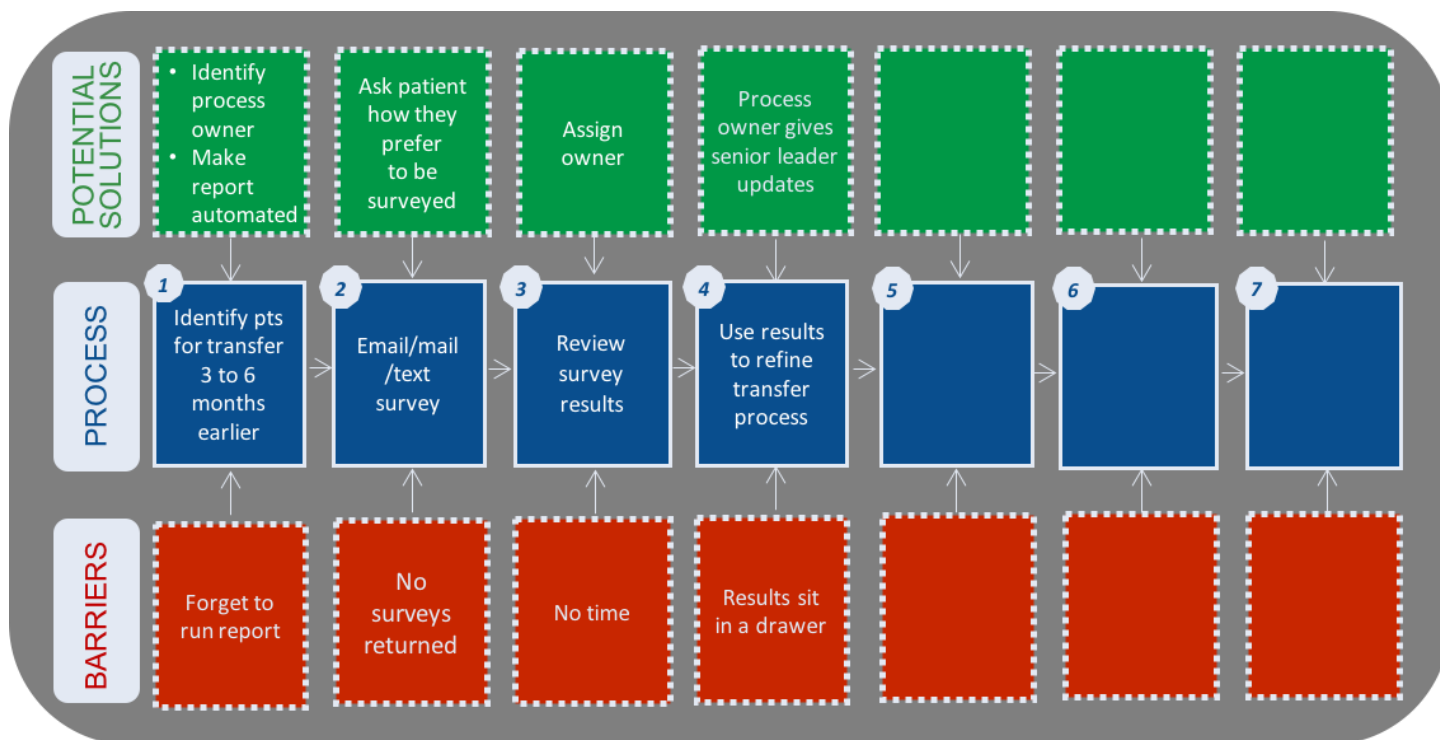 POTENTIAL
SOLUTIONS
• Identify
process
owner
• Make
report
automated
Ask patient
how they
prefer
to be
surveyed
Assign
owner
Process
owner gives
senior leader
updates
PROCESS
1
Identify pts
for transfer
3 to 6
months
earlier
2
Email/mail
/text
survey
3
Review
survey
results
4
Use results
to refine
transfer
process
5
6
7
BARRIERS
Forget to
run report
No
surveys
returned
No time
Results sit
in a drawer